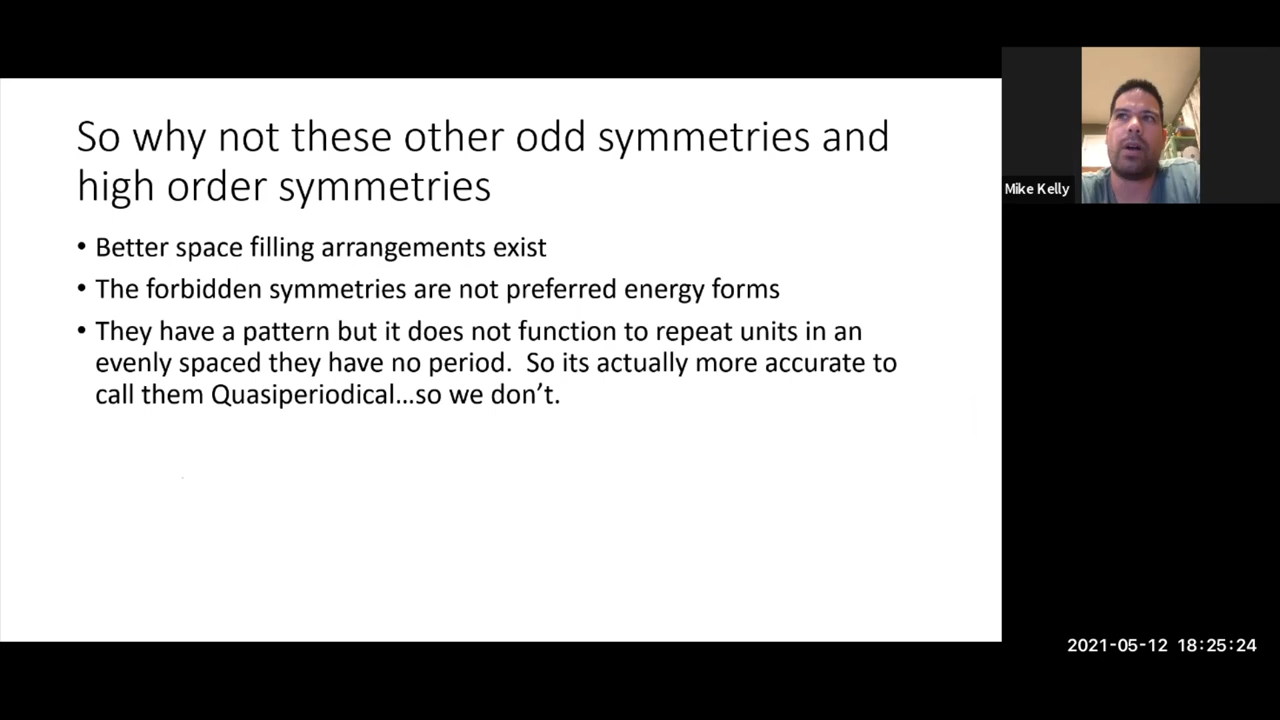 So why not these other odd symmetries and
high order symmetries
• Better space filling arrangements exist
• The forbidden symmetries are not preferred energy forms
• They have a pattern but it does not function to repeat units in an
evenly spaced they have no period.  So its actually more accurate to
call them Quasiperiodical...so we don't.
Mike Kelly
2021-05-12 18:25:24